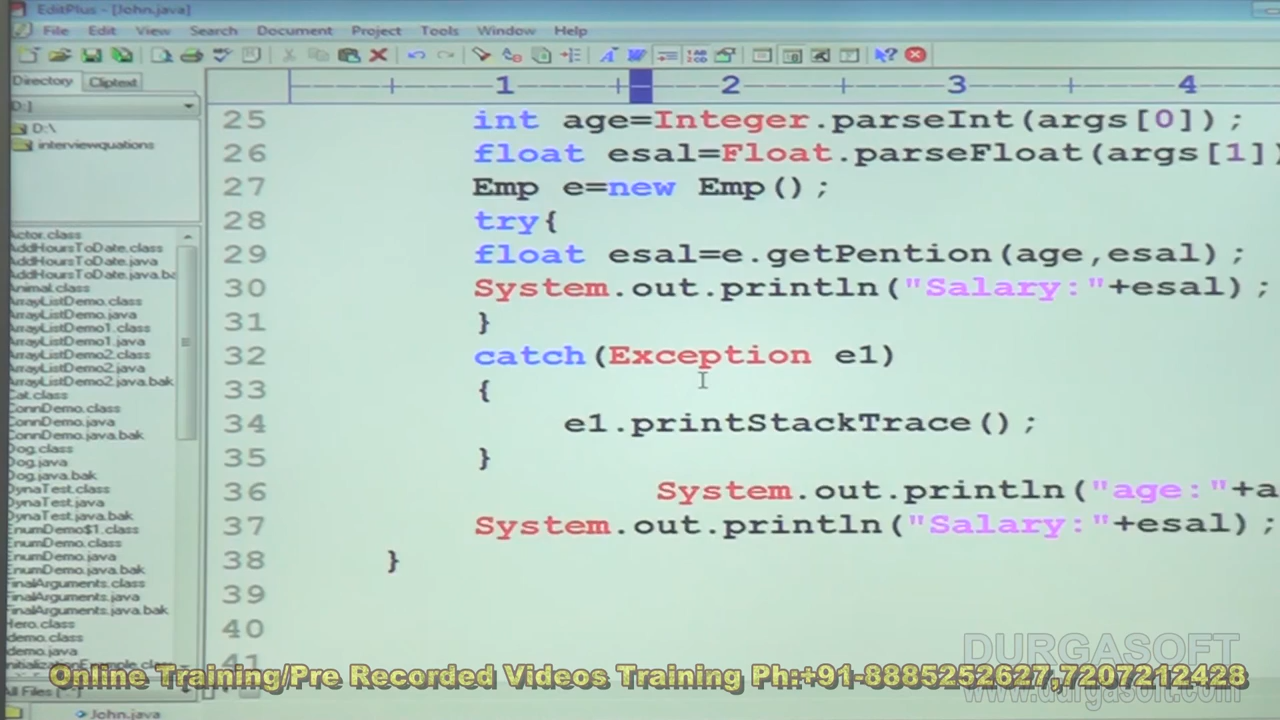 EditPlus - [John.java]
File Edit View Search Document Project Tools Window Help
Directory Cliptext
D:\
interviewquations
Actor.class
AddHoursToDate.class
AddHoursToDate.java
AddHoursToDate.java.ba
Animal.class
ArrayListDemo.class
ArrayListDemo.java
ArrayListDemo1.class
ArrayListDemo1.java
ArrayListDemo2.class
ArrayListDemo2.java
ArrayListDemo2.java.bak
Cat.class
ConnDemo.class
ConnDemo.java
ConnDemo.java.bak
Dog.class
Dog.java
Dog.java.bak
DynaTest.class
DynaTest.java
DynaTest.java.bak
EnumDemo$1.class
EnumDemo.class
EnumDemo.java
EnumDemo.java.bak
FinalArguments.class
FinalArguments.java
FinalArguments.java.bak
Hero.class
demo.class
demo.java
John.java
1 2 3 4
25 int age=Integer.parseInt(args[0]);
26 float esal=Float.parseFloat(args[1])
27 Emp e=new Emp();
28 try{
29 float esal=e.getPention(age,esal);
30 System.out.println("Salary:"+esal);
31 }
32 catch(Exception e1)
33 {
34 e1.printStackTrace();
35 }
36 System.out.println("age:"+a
37 System.out.println("Salary:"+esal);
38 }
39
40
41
DURGASOFT
www.durgasoft.com
Online Training/Pre Recorded Videos Training Ph:+91-8885252627,7207212428